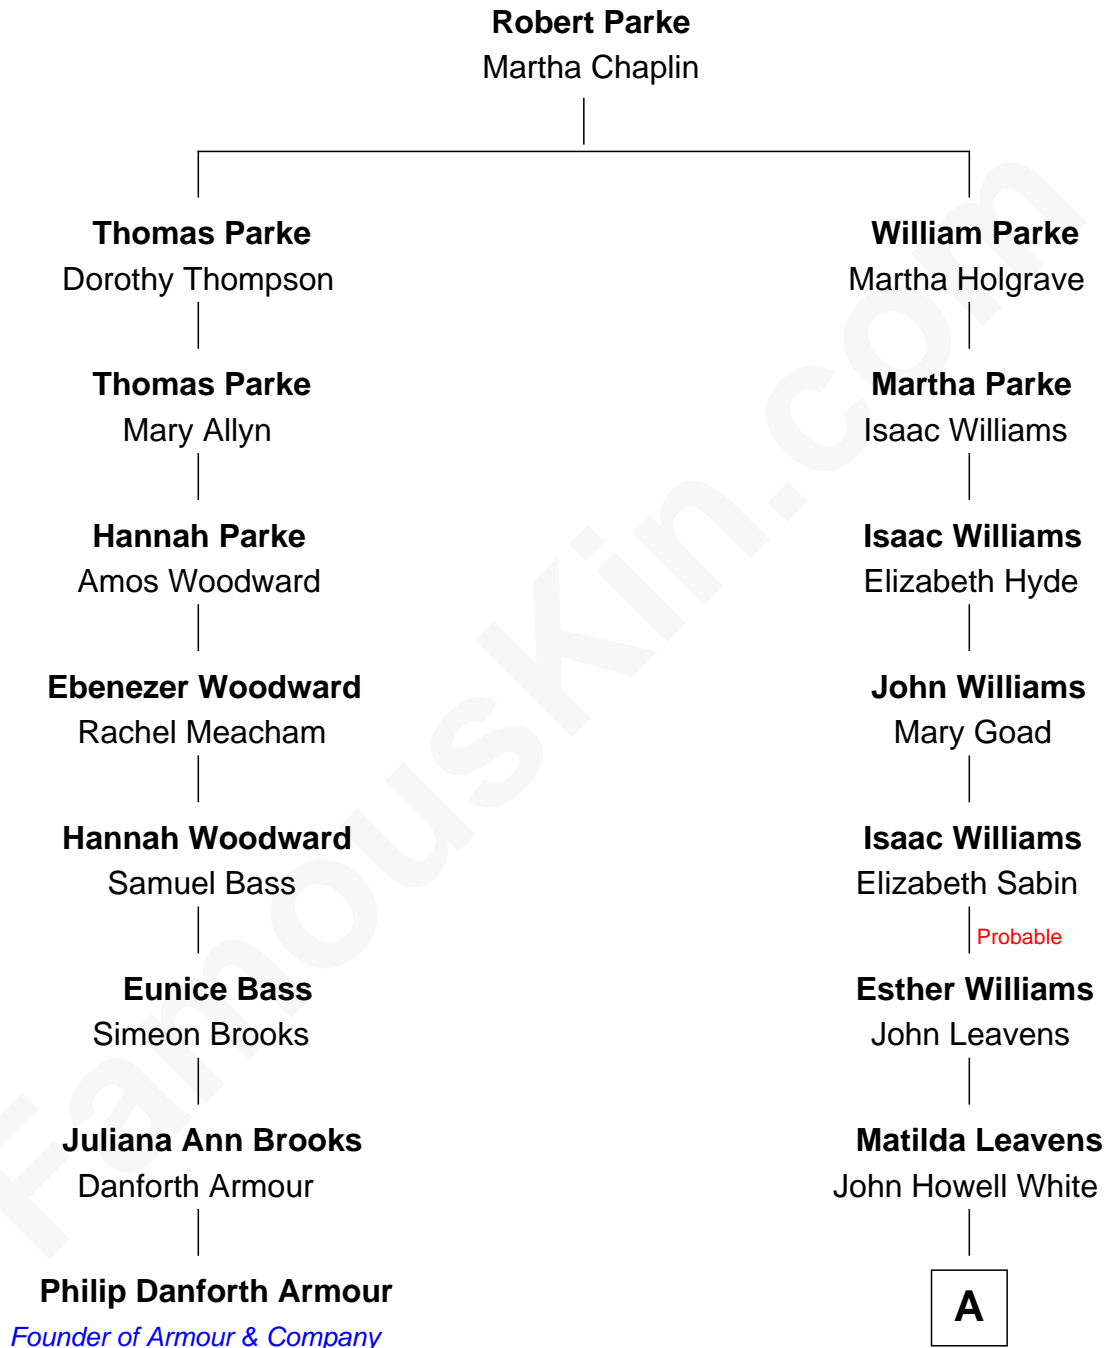 Robert Parke
Martha Chaplin
Thomas Parke
Dorothy Thompson
William Parke
Martha Holgrave
Thomas Parke
Mary Allyn
Martha Parke
Isaac Williams
Hannah Parke
Amos Woodward
Isaac Williams
Elizabeth Hyde
Ebenezer Woodward
Rachel Meacham
John Williams
Mary Goad
Hannah Woodward
Samuel Bass
Isaac Williams
Elizabeth Sabin
Probable
Eunice Bass
Simeon Brooks
Esther Williams
John Leavens
Juliana Ann Brooks
Danforth Armour
Matilda Leavens
John Howell White
Philip Danforth Armour
Founder of Armour & Company
A
FamousKin.com